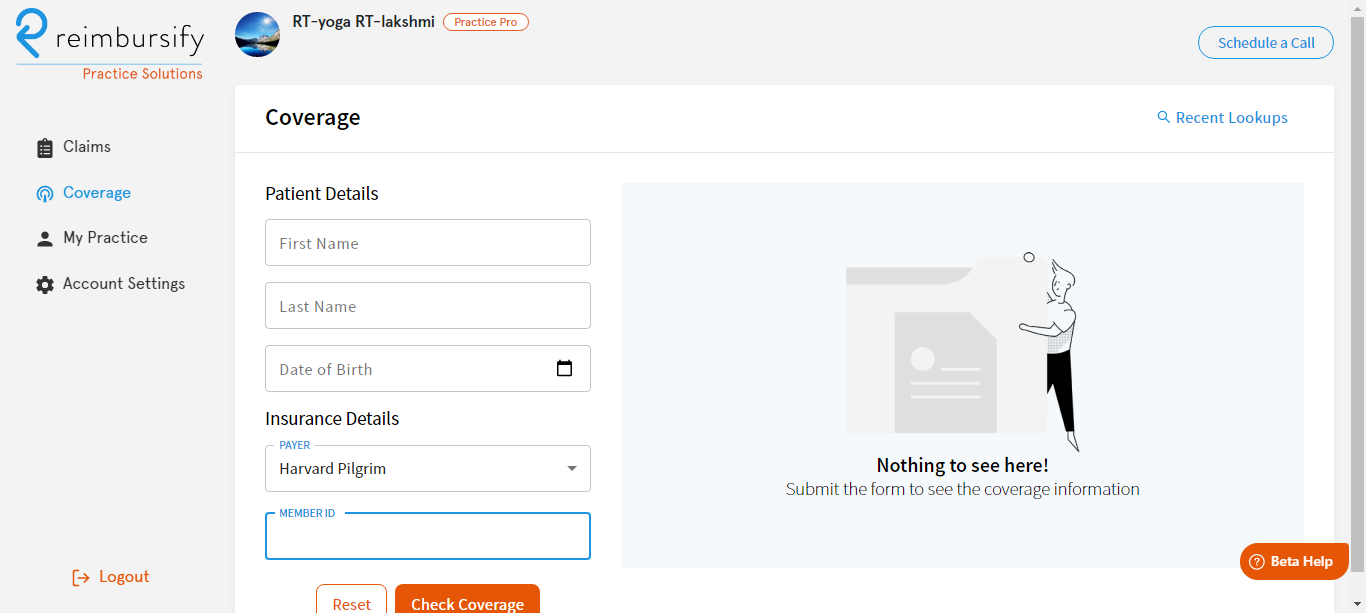 reimbursify
Practice Solutions
RT-yoga RT-lakshmi
Practice Pro
Schedule a Call
Claims
Coverage
My Practice
Account Settings
Logout
Coverage
Recent Lookups
Patient Details
First Name
Last Name
Date of Birth
Insurance Details
PAYER
Harvard Pilgrim
MEMBER ID
Reset
Check Coverage
Nothing to see here!
Submit the form to see the coverage information
? Beta Help